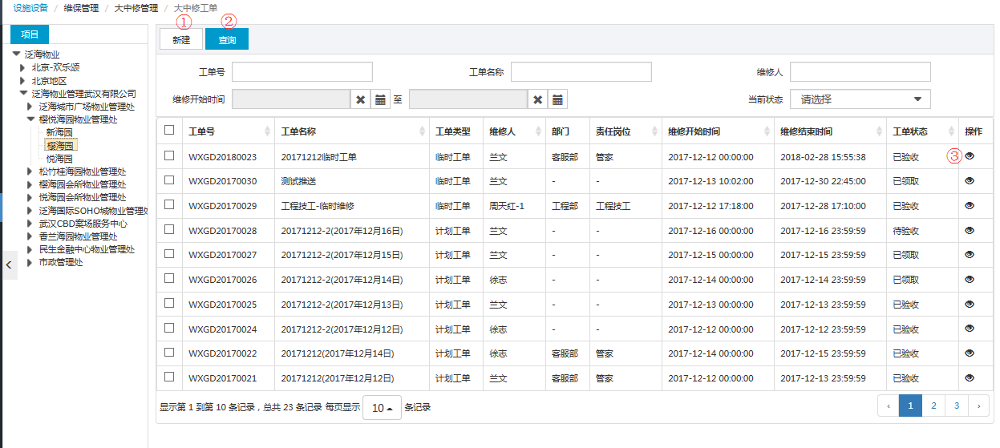 设施设备 / 维保管理 / 大中修管理 / 大中修工单
① ②
项目
新建 查询
泛海物业
北京-欢乐颂
北京地区
泛海物业管理武汉有限公司
泛海城市广场物业管理处
樱悦海园物业管理处
新海园
樱海园
悦海园
松竹桂海园物业管理处
樱海园会所物业管理处
悦海园会所物业管理处
泛海国际SOHO城物业管理处
武汉CBD案场服务中心
香兰海园物业管理处
民生金融中心物业管理处
市政管理处
工单号 工单名称 维修人
维修开始时间 至 当前状态 请选择
工单号 工单名称 工单类型 维修人 部门 责任岗位 维修开始时间 维修结束时间 工单状态 操作
WXGD20180023 20171212临时工单 临时工单 兰文 客服部 管家 2017-12-12 00:00:00 2018-02-28 15:55:38 已验收 ③
WXGD20170030 测试推送 临时工单 兰文 - - 2017-12-13 10:02:00 2017-12-30 22:45:00 已领取
WXGD20170029 工程技工-临时维修 临时工单 周天红-1 工程部 工程技工 2017-12-12 17:18:00 2017-12-28 17:10:00 已验收
WXGD20170028 20171212-2(2017年12月16日) 计划工单 兰文 - - 2017-12-16 00:00:00 2017-12-16 23:59:59 待验收
WXGD20170027 20171212-2(2017年12月15日) 计划工单 兰文 - - 2017-12-15 00:00:00 2017-12-15 23:59:59 已领取
WXGD20170026 20171212-2(2017年12月14日) 计划工单 徐志 - - 2017-12-14 00:00:00 2017-12-14 23:59:59 已领取
WXGD20170025 20171212-2(2017年12月13日) 计划工单 兰文 - - 2017-12-13 00:00:00 2017-12-13 23:59:59 已验收
WXGD20170024 20171212-2(2017年12月12日) 计划工单 徐志 - - 2017-12-12 00:00:00 2017-12-12 23:59:59 已验收
WXGD20170022 20171212(2017年12月14日) 计划工单 徐志 客服部 管家 2017-12-14 00:00:00 2017-12-15 23:59:59 已验收
WXGD20170021 20171212(2017年12月12日) 计划工单 兰文 客服部 管家 2017-12-12 00:00:00 2017-12-13 23:59:59 已验收
显示第 1 到第 10 条记录，总共 23 条记录 每页显示 10 条记录 ‹ 1 2 3 ›